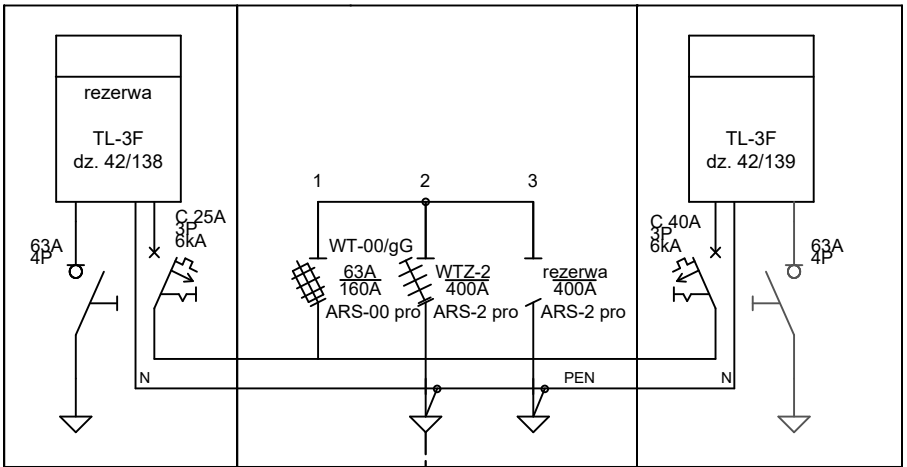 rezerwa
TL-3F
dz. 42/138
63A
4P
C 25A
3P
6kA
N
1
2
3
WT-00/gG
63A
160A
ARS-00 pro
WTZ-2
400A
ARS-2 pro
rezerwa
400A
ARS-2 pro
PEN
TL-3F
dz. 42/139
C 40A
3P
6kA
N
63A
4P